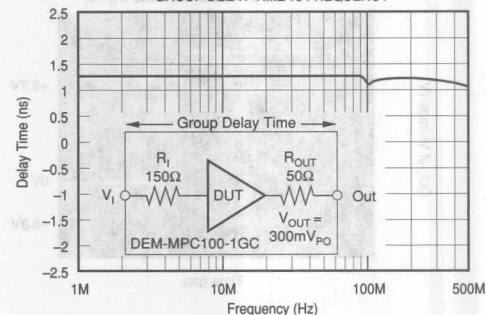 2.5
2
1.5
1
0.5
0
−0.5
−1
−1.5
−2
−2.5
Delay Time (ns)
Group Delay Time
R_I
150Ω
R_OUT
50Ω
V_I
DUT
Out
V_OUT =
300mV_PO
DEM-MPC100-1GC
1M
10M
100M
500M
Frequency (Hz)